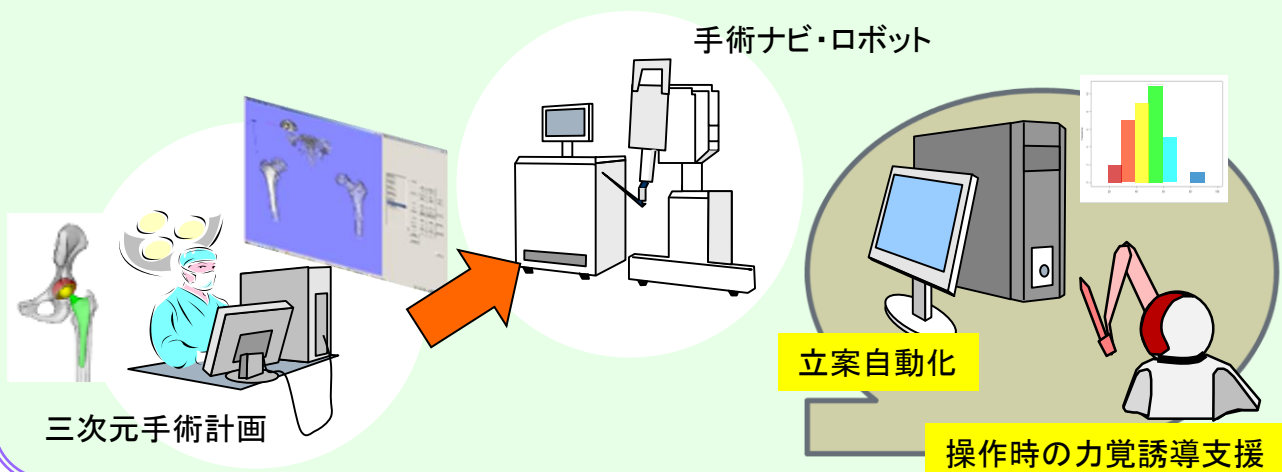 手術ナビ・ロボット
三次元手術計画
立案自動化
操作時の力覚誘導支援